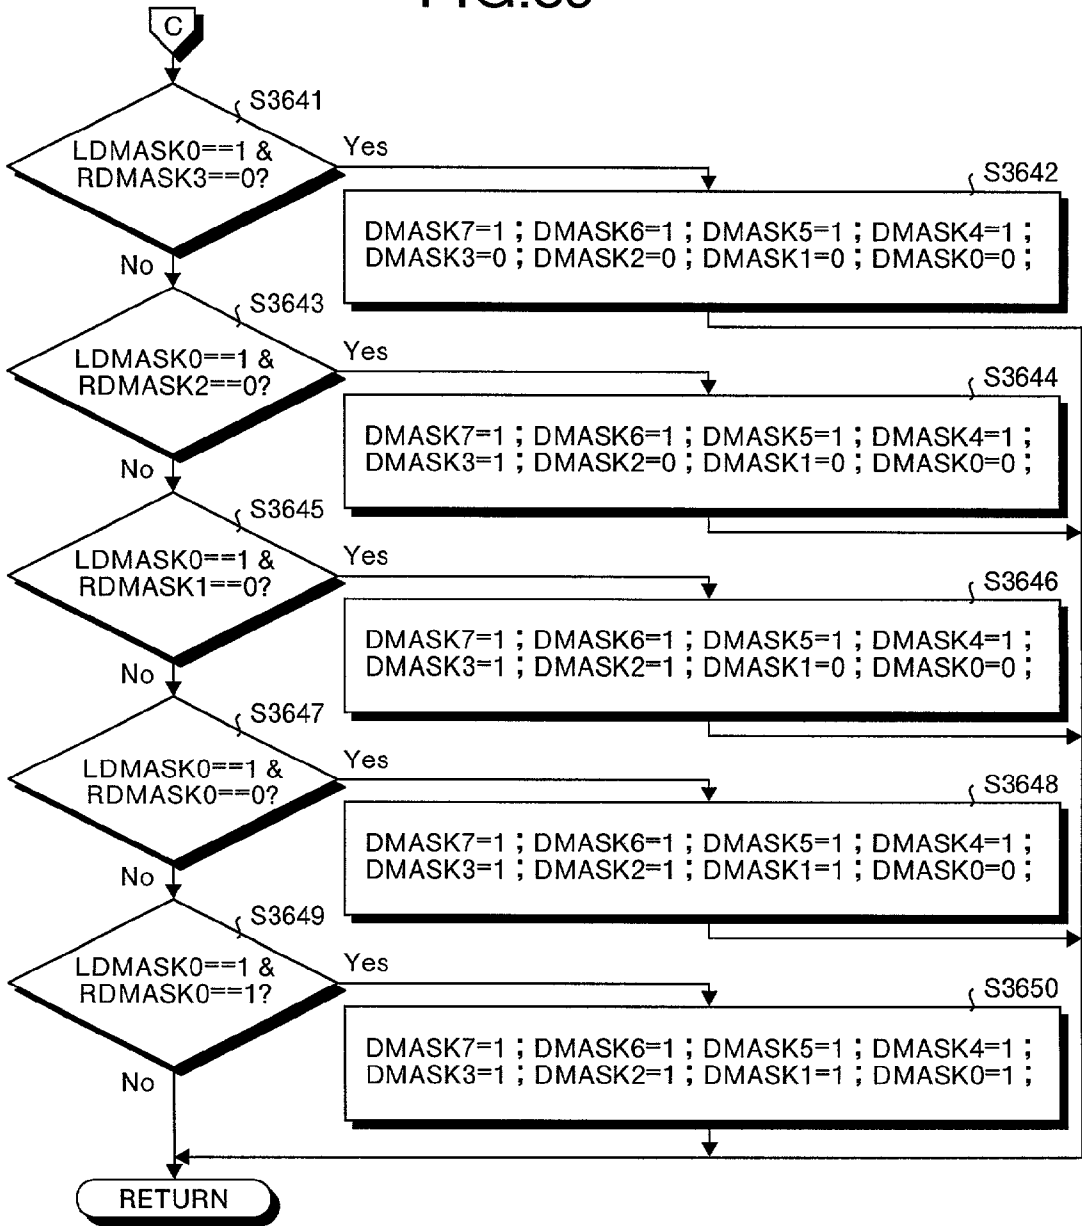 C
S3641
LDMASK0==1 &
RDMASK3==0?
Yes
No
S3642
DMASK7=1 ; DMASK6=1 ; DMASK5=1 ; DMASK4=1 ;
DMASK3=0 ; DMASK2=0 ; DMASK1=0 ; DMASK0=0 ;
S3643
LDMASK0==1 &
RDMASK2==0?
Yes
No
S3644
DMASK7=1 ; DMASK6=1 ; DMASK5=1 ; DMASK4=1 ;
DMASK3=1 ; DMASK2=0 ; DMASK1=0 ; DMASK0=0 ;
S3645
LDMASK0==1 &
RDMASK1==0?
Yes
No
S3646
DMASK7=1 ; DMASK6=1 ; DMASK5=1 ; DMASK4=1 ;
DMASK3=1 ; DMASK2=1 ; DMASK1=0 ; DMASK0=0 ;
S3647
LDMASK0==1 &
RDMASK0==0?
Yes
No
S3648
DMASK7=1 ; DMASK6=1 ; DMASK5=1 ; DMASK4=1 ;
DMASK3=1 ; DMASK2=1 ; DMASK1=1 ; DMASK0=0 ;
S3649
LDMASK0==1 &
RDMASK0==1?
Yes
No
S3650
DMASK7=1 ; DMASK6=1 ; DMASK5=1 ; DMASK4=1 ;
DMASK3=1 ; DMASK2=1 ; DMASK1=1 ; DMASK0=1 ;
RETURN